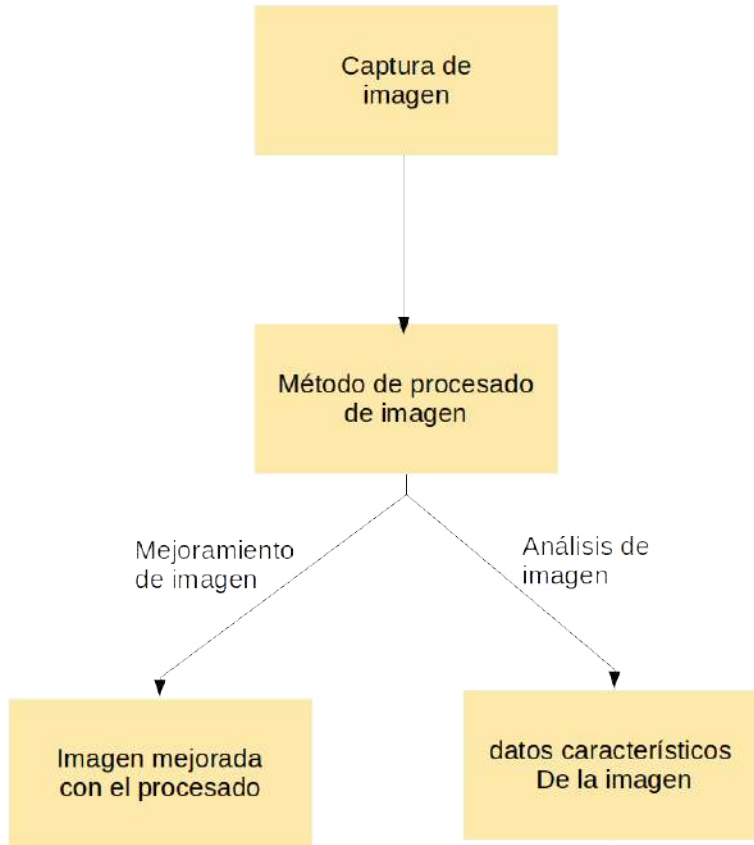 Captura de
imagen
Método de procesado
de imagen
Mejoramiento
de imagen
Análisis de
imagen
Imagen mejorada
con el procesado
datos característicos
De la imagen